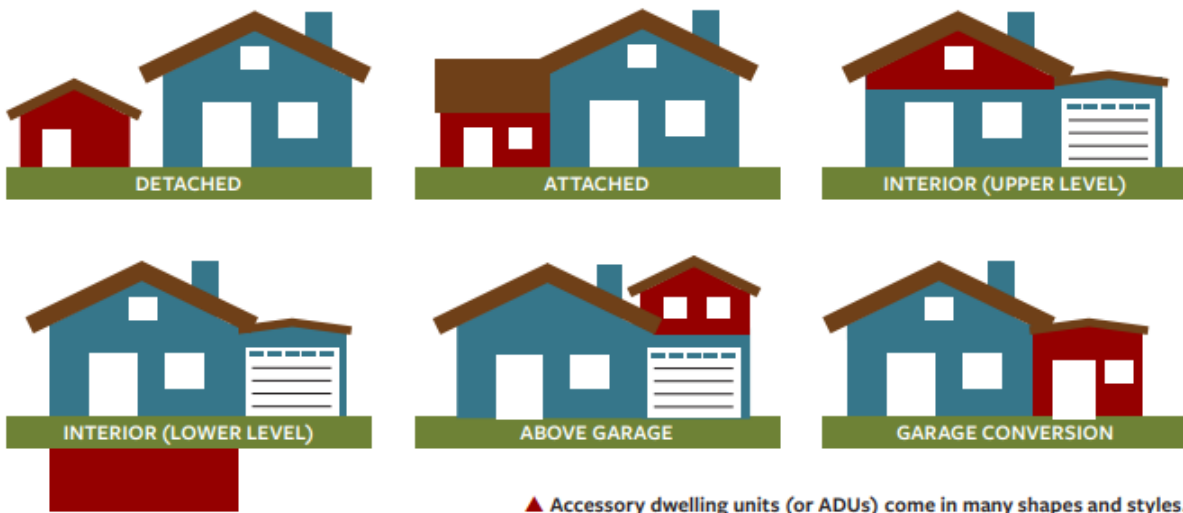 DETACHED
ATTACHED
INTERIOR (UPPER LEVEL)
INTERIOR (LOWER LEVEL)
ABOVE GARAGE
GARAGE CONVERSION
▲ Accessory dwelling units (or ADUs) come in many shapes and styles.